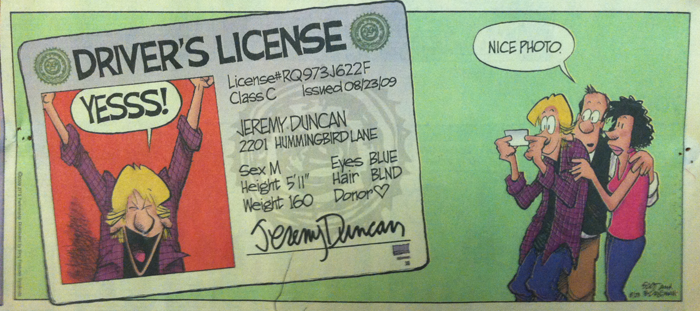 DRIVER'S LICENSE
YESSS!
License# RQ973J622F
Class C Issued 08/23/09
JEREMY DUNCAN
2201 HUMMINGBIRD LANE
Sex M Eyes BLUE
Height 5'11" Hair BLND
Weight 160 Donor♡
Jeremy Duncan
NICE PHOTO.